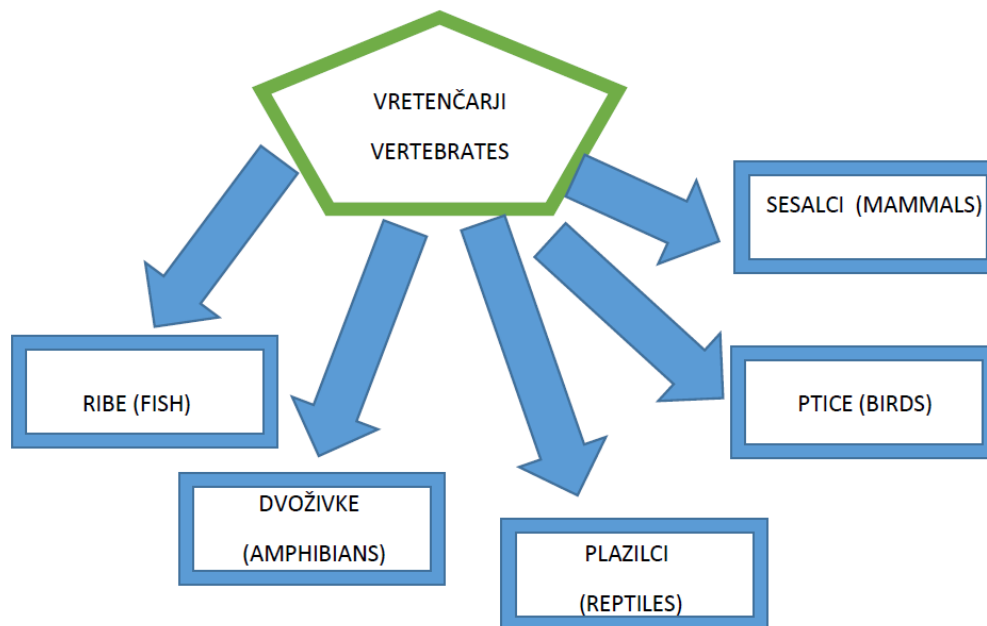 VRETENČARJI
VERTEBRATES
SESALCI (MAMMALS)
RIBE (FISH)
PTICE (BIRDS)
DVOŽIVKE
(AMPHIBIANS)
PLAZILCI
(REPTILES)